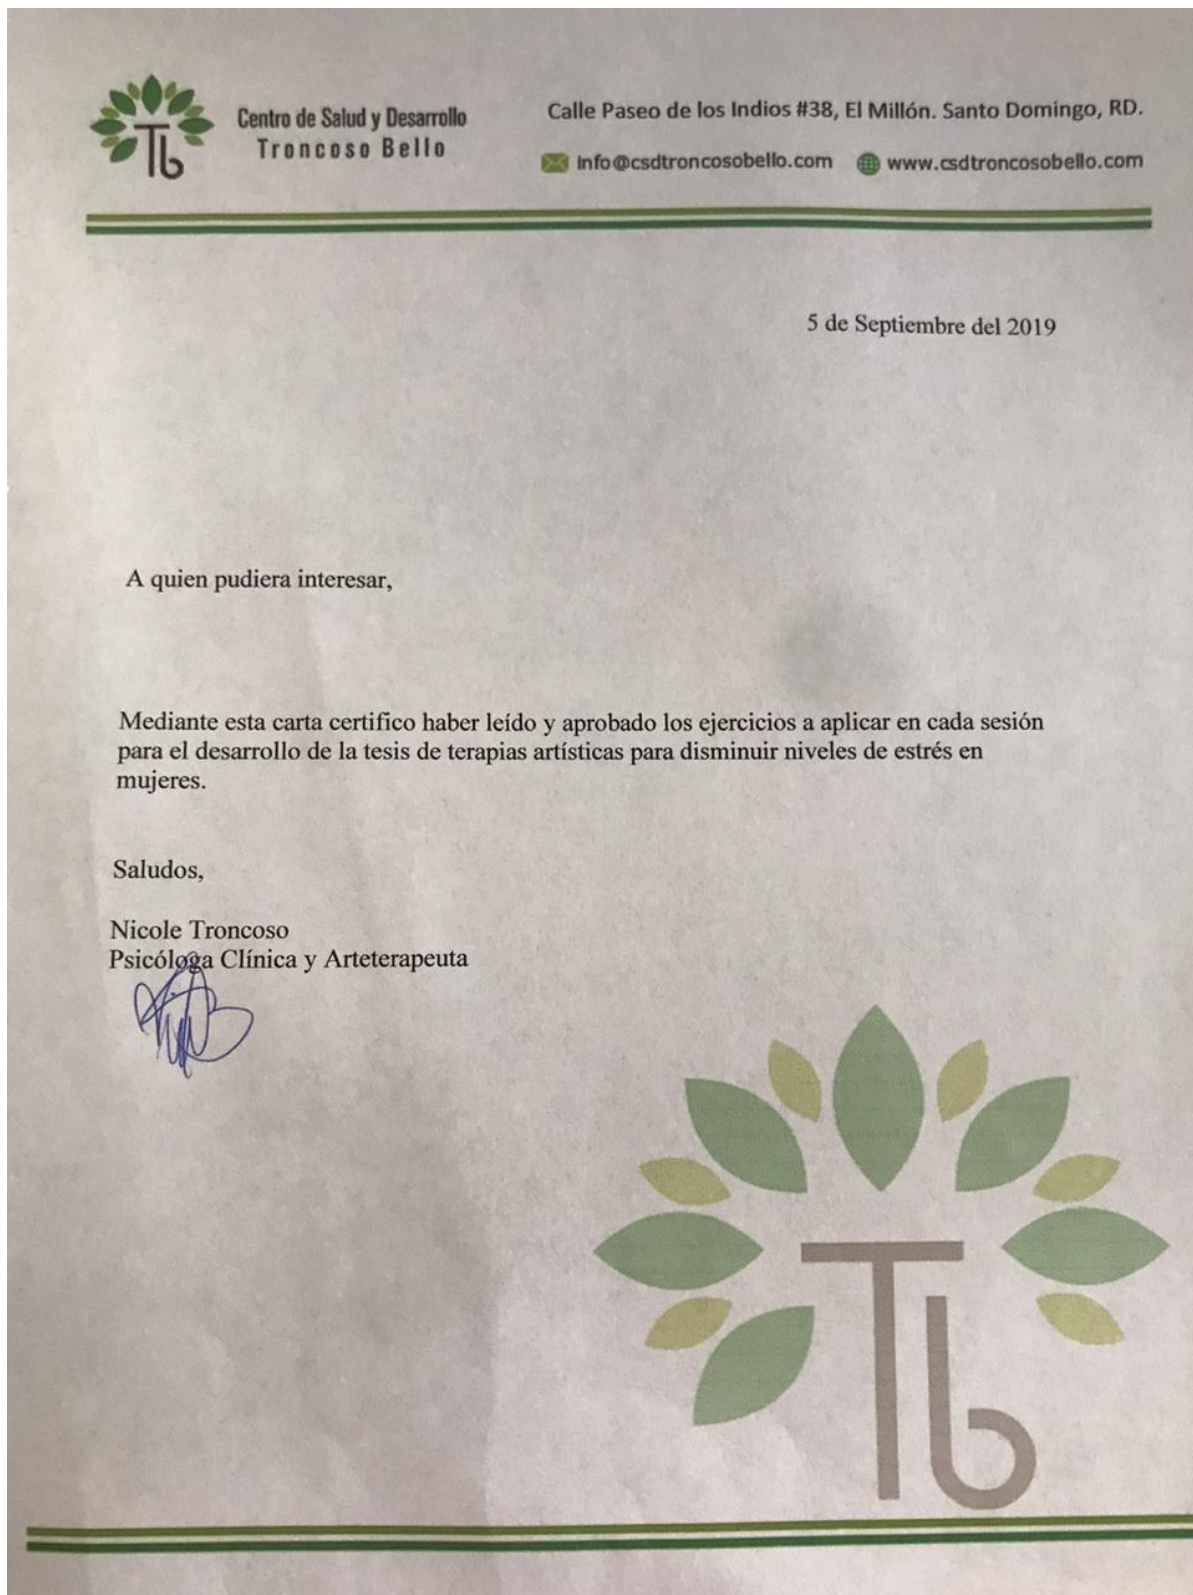 Tb
Centro de Salud y Desarrollo
Troncoso Bello
Calle Paseo de los Indios #38, El Millón. Santo Domingo, RD.
Info@csdtroncosobello.com www.csdtroncosobello.com
5 de Septiembre del 2019
A quien pudiera interesar,
Mediante esta carta certifico haber leído y aprobado los ejercicios a aplicar en cada sesión
para el desarrollo de la tesis de terapias artísticas para disminuir niveles de estrés en
mujeres.
Saludos,
Nicole Troncoso
Psicóloga Clínica y Arteterapeuta
Tb